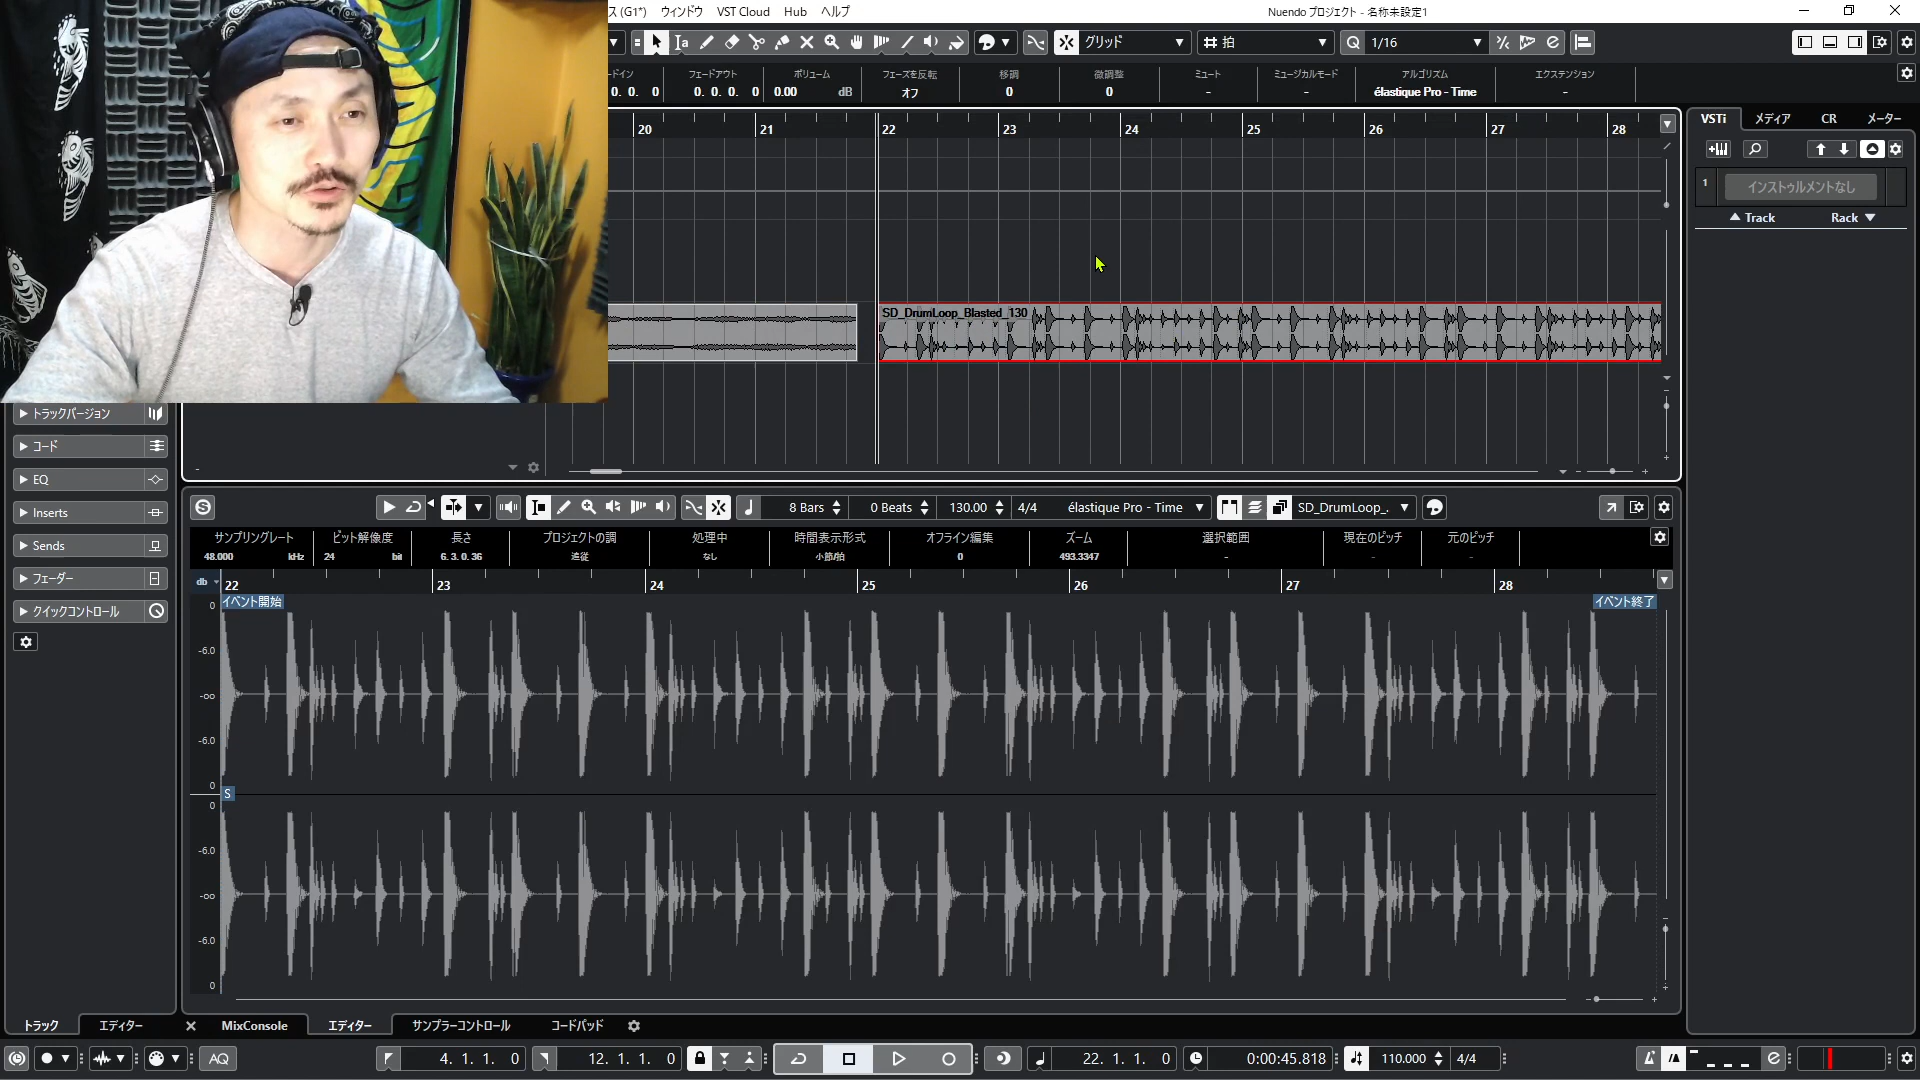 ス (G1*) ウィンドウ VST Cloud Hub ヘルプ
Nuendo プロジェクト - 名称未設定1
グリッド
拍
Q 1/16
フェードアウト ボリューム フェーズを反転 移調 微調整 ミュート ミュージカルモード アルゴリズム エクステンション
0. 0. 0 0. 0. 0. 0 0.00 dB オフ 0 0 - - élastique Pro - Time -
20 21 22 23 24 25 26 27 28
VSTi メディア CR メーター
1 インストゥルメントなし
Track Rack
SD_DrumLoop_Blasted_130
トラックバージョン
コード
EQ
Inserts
Sends
フェーダー
クイックコントロール
8 Bars 0 Beats 130.00 4/4 élastique Pro - Time SD_DrumLoop_.
サンプリングレート ビット解像度 長さ プロジェクトの調 処理中 時間表示形式 オフライン編集 ズーム 選択範囲 現在のピッチ 元のピッチ
48.000 kHz 24 bit 6. 3. 0. 36 追従 なし 小節/拍 0 493.3347 - - -
db 22 23 24 25 26 27 28
イベント開始 イベント終了
0
-6.0
-oo
-6.0
0
S
0
-6.0
-oo
-6.0
0
トラック エディター MixConsole エディター サンプラーコントロール コードパッド
AQ 4. 1. 1. 0 12. 1. 1. 0 22. 1. 1. 0 0:00:45.818 110.000 4/4